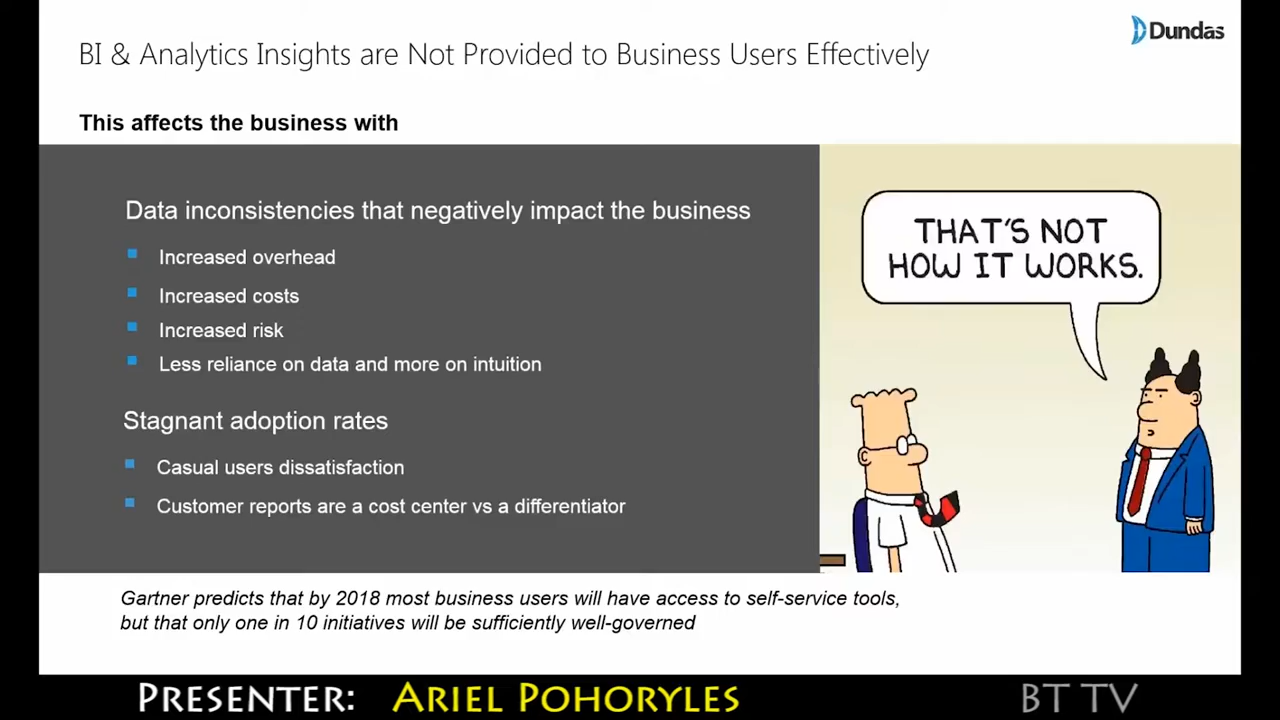 Dundas
BI & Analytics Insights are Not Provided to Business Users Effectively
This affects the business with
Data inconsistencies that negatively impact the business
Increased overhead
Increased costs
Increased risk
Less reliance on data and more on intuition
Stagnant adoption rates
Casual users dissatisfaction
Customer reports are a cost center vs a differentiator
THAT'S NOT
HOW IT WORKS.
Gartner predicts that by 2018 most business users will have access to self-service tools,
but that only one in 10 initiatives will be sufficiently well-governed
PRESENTER: ARIEL POHORYLES
BT TV